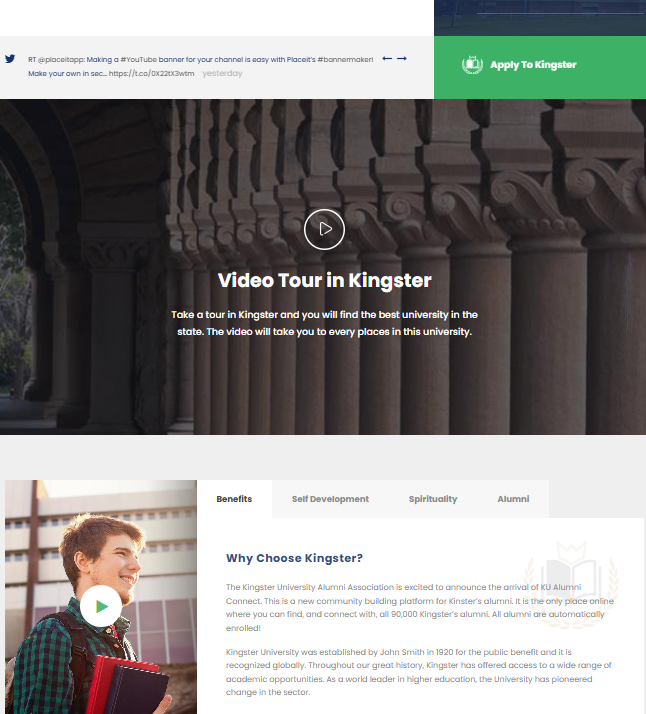 RT @placeitapp: Making a #YouTube banner for your channel is easy with Placeit's #bannermaker!
Make your own in sec… https://t.co/0X22tX3wtm yesterday
Apply To Kingster
Video Tour in Kingster
Take a tour in Kingster and you will find the best university in the
state. The video will take you to every places in this university.
Benefits Self Development Spirituality Alumni
Why Choose Kingster?
The Kingster University Alumni Association is excited to announce the arrival of KU Alumni
Connect. This is a new community building platform for Kinster's alumni. It is the only place online
where you can find, and connect with, all 90,000 Kingster's alumni. All alumni are automatically
enrolled!
Kingster University was established by John Smith in 1920 for the public benefit and it is
recognized globally. Throughout our great history, Kingster has offered access to a wide range of
academic opportunities. As a world leader in higher education, the University has pioneered
change in the sector.